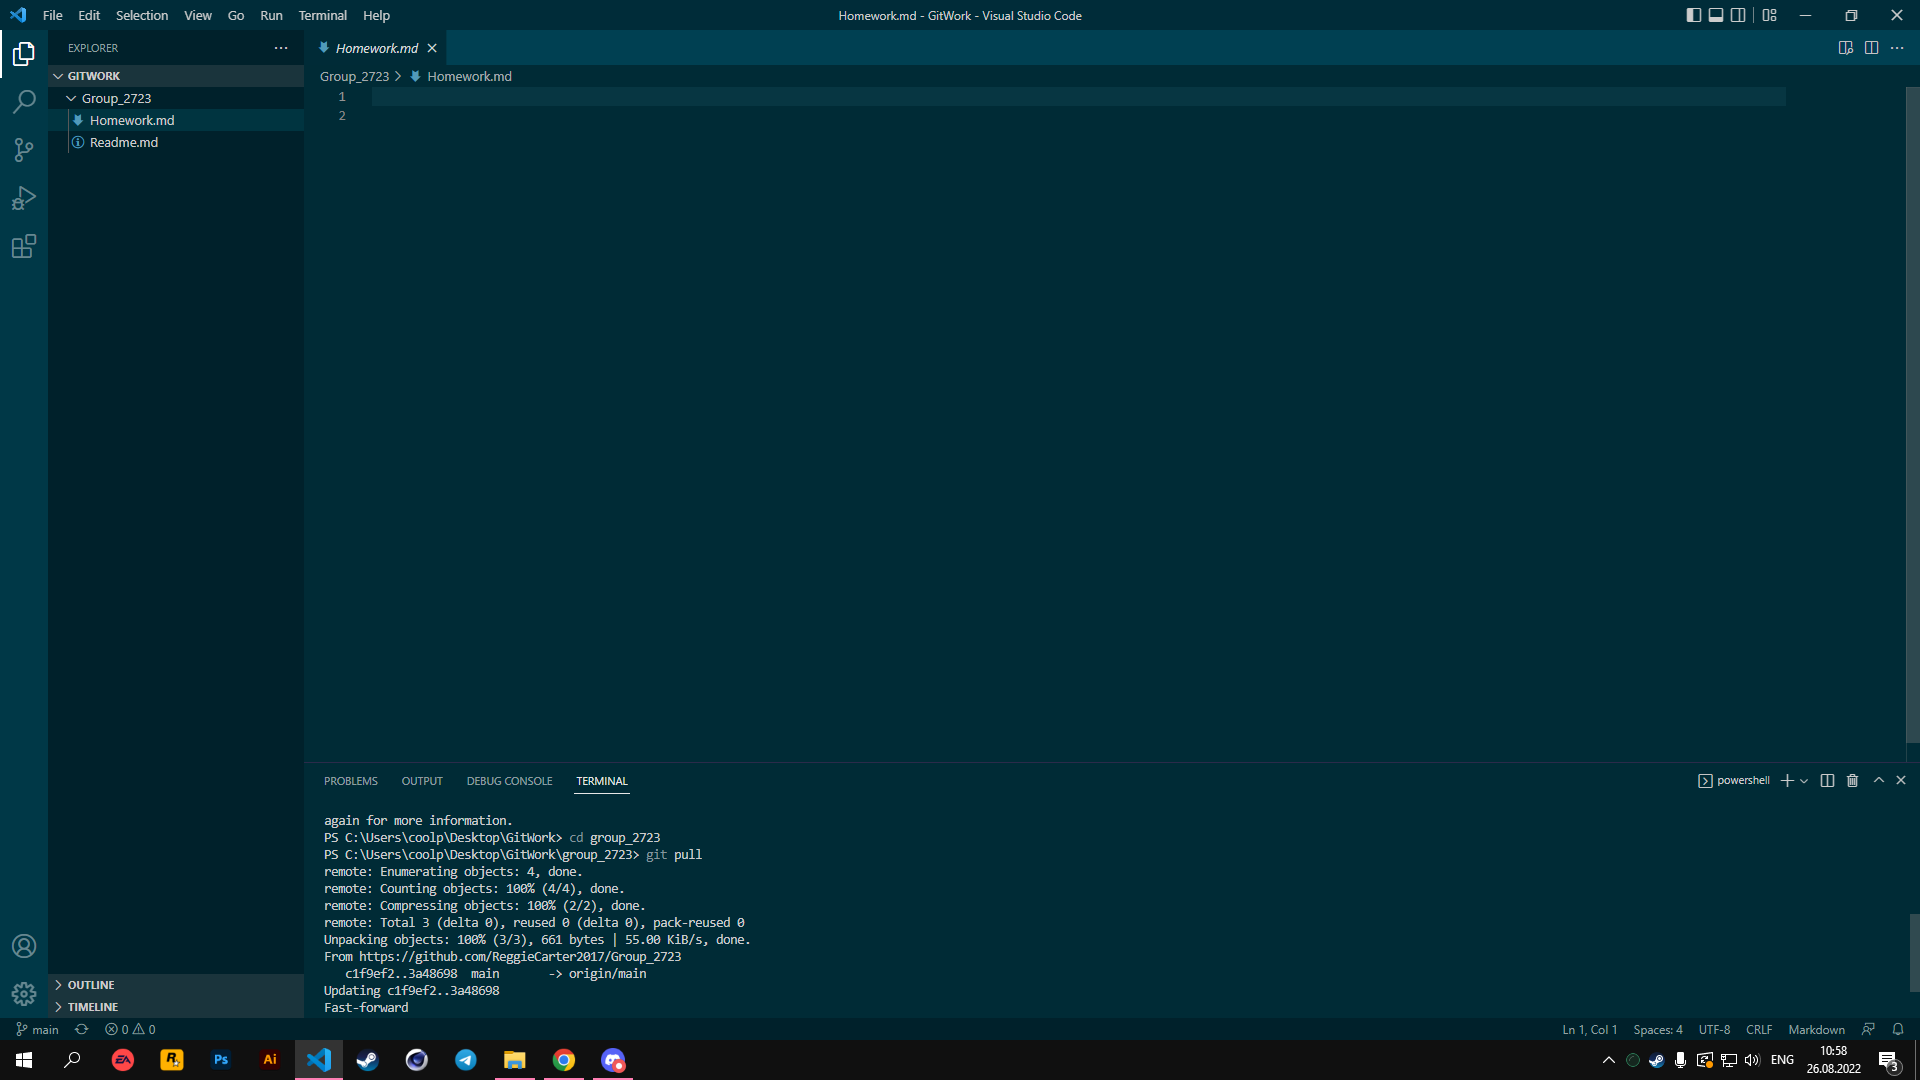 File Edit Selection View Go Run Terminal Help
Homework.md - GitWork - Visual Studio Code
EXPLORER
GITWORK
Group_2723
Homework.md
Readme.md
Homework.md
Group_2723 > Homework.md
1
2
PROBLEMS OUTPUT DEBUG CONSOLE TERMINAL
powershell
again for more information.
PS C:\Users\coolp\Desktop\GitWork> cd group_2723
PS C:\Users\coolp\Desktop\GitWork\group_2723> git pull
remote: Enumerating objects: 4, done.
remote: Counting objects: 100% (4/4), done.
remote: Compressing objects: 100% (2/2), done.
remote: Total 3 (delta 0), reused 0 (delta 0), pack-reused 0
Unpacking objects: 100% (3/3), 661 bytes | 55.00 KiB/s, done.
From https://github.com/ReggieCarter2017/Group_2723
c1f9ef2..3a48698 main -> origin/main
Updating c1f9ef2..3a48698
Fast-forward
OUTLINE
TIMELINE
main 0 0
Ln 1, Col 1 Spaces: 4 UTF-8 CRLF Markdown
EA R Ps Ai
ENG
10:58
26.08.2022
3